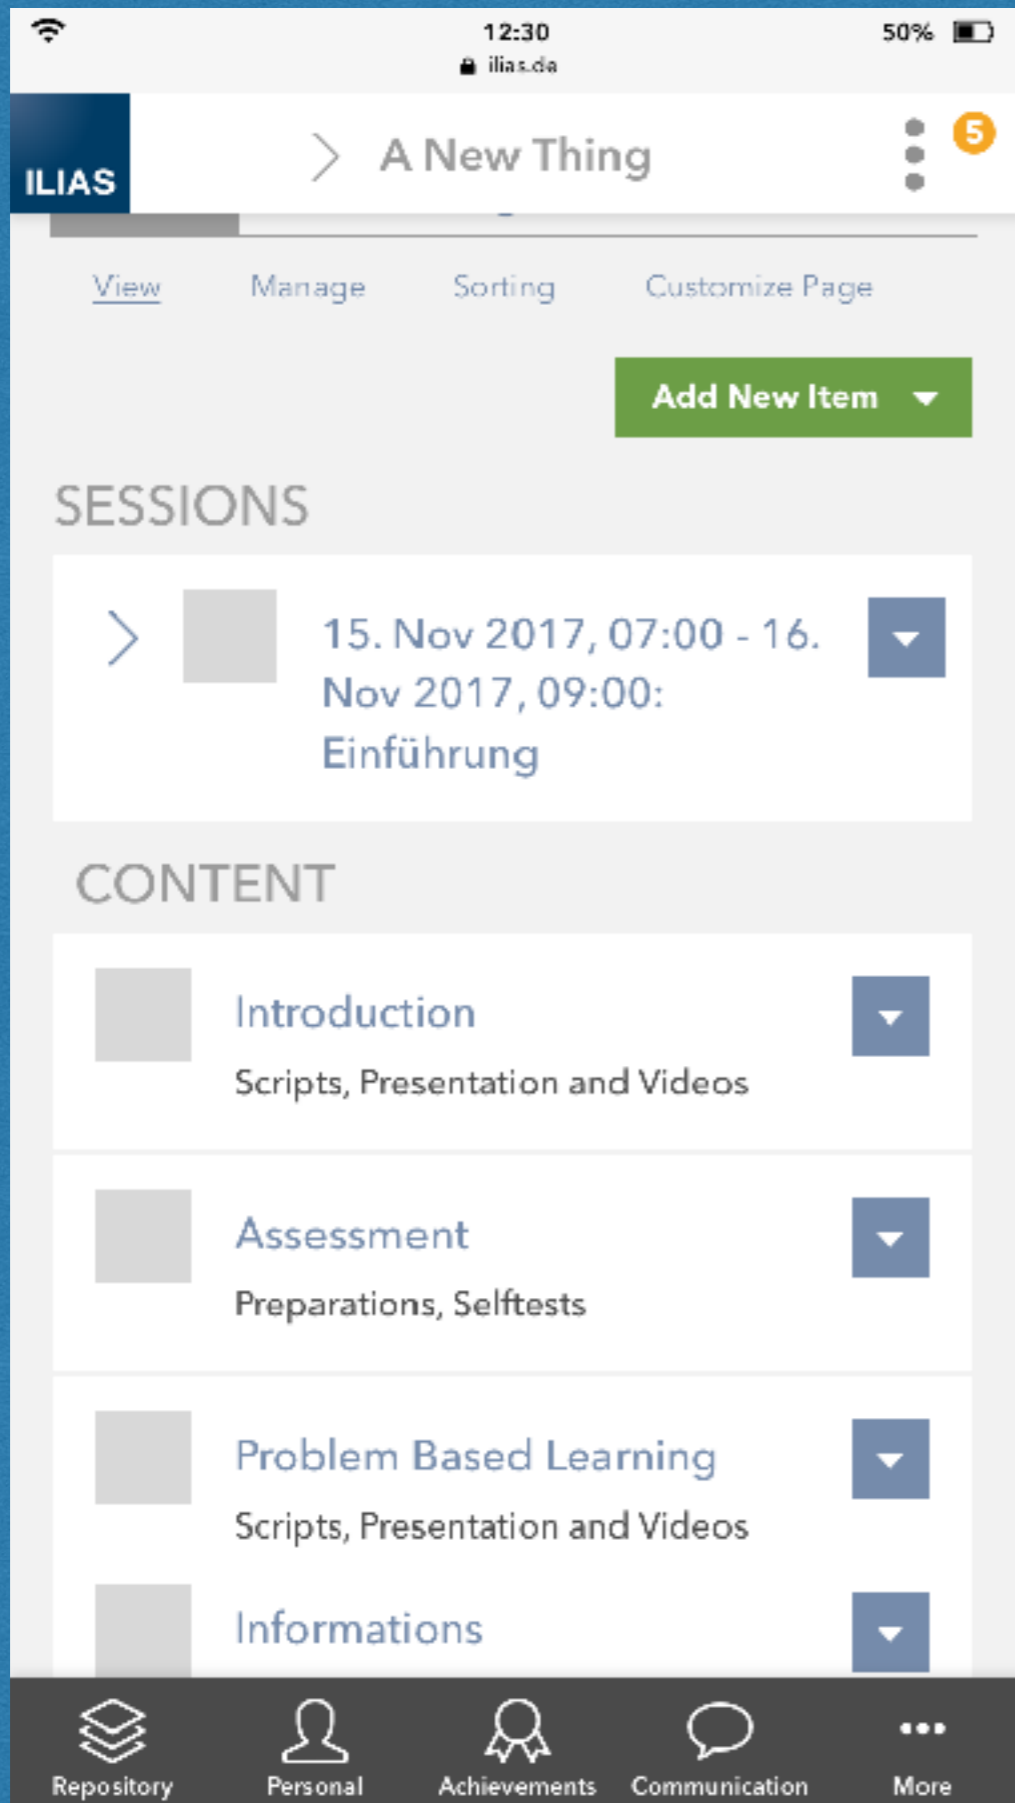 12:30
50%
ilias.de
ILIAS
A New Thing
5
View Manage Sorting Customize Page
Add New Item
SESSIONS
15. Nov 2017, 07:00 - 16.
Nov 2017, 09:00:
Einführung
CONTENT
Introduction
Scripts, Presentation and Videos
Assessment
Preparations, Selftests
Problem Based Learning
Scripts, Presentation and Videos
Informations
Repository Personal Achievements Communication More